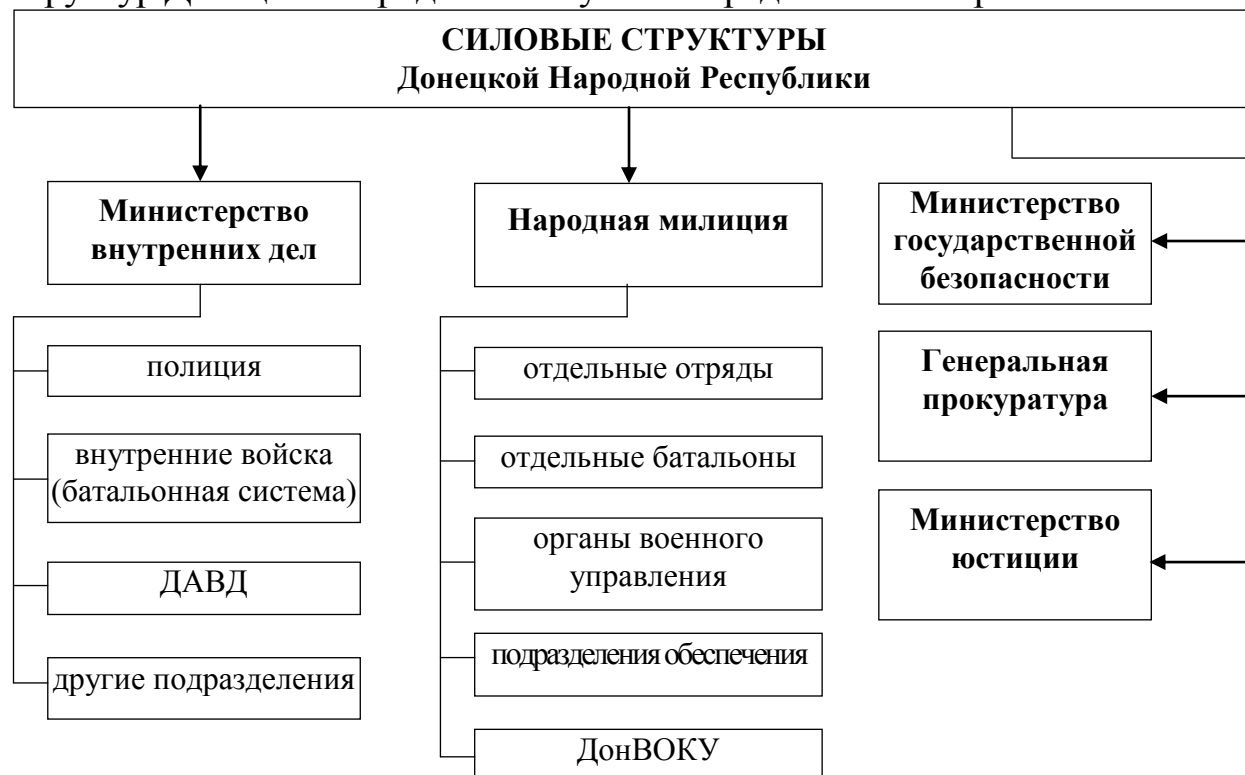 СИЛОВЫЕ СТРУКТУРЫ
Донецкой Народной Республики
Министерство
внутренних дел
полиция
внутренние войска
(батальонная система)
ДАВД
другие подразделения
Народная милиция
отдельные отряды
отдельные батальоны
органы военного
управления
подразделения обеспечения
ДонВОКУ
Министерство
государственной
безопасности
Генеральная
прокуратура
Министерство
юстиции